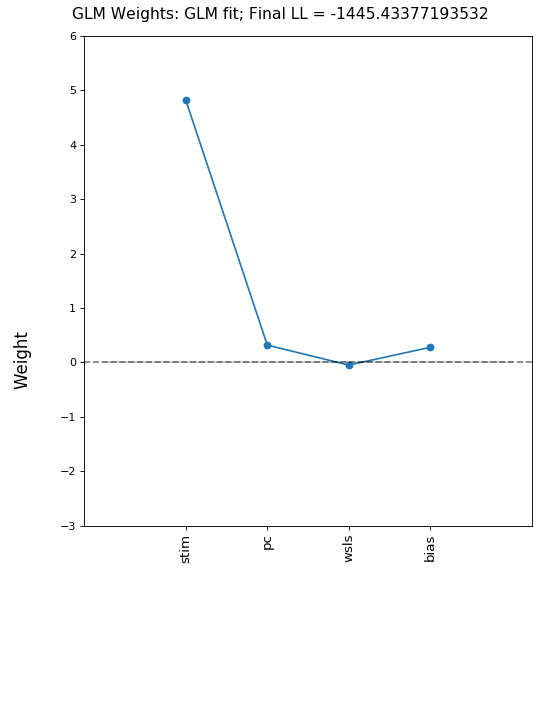 GLM Weights: GLM fit; Final LL = -1445.43377193532
6
5
4
3
2
1
0
−1
−2
−3
Weight
stim
pc
wsls
bias